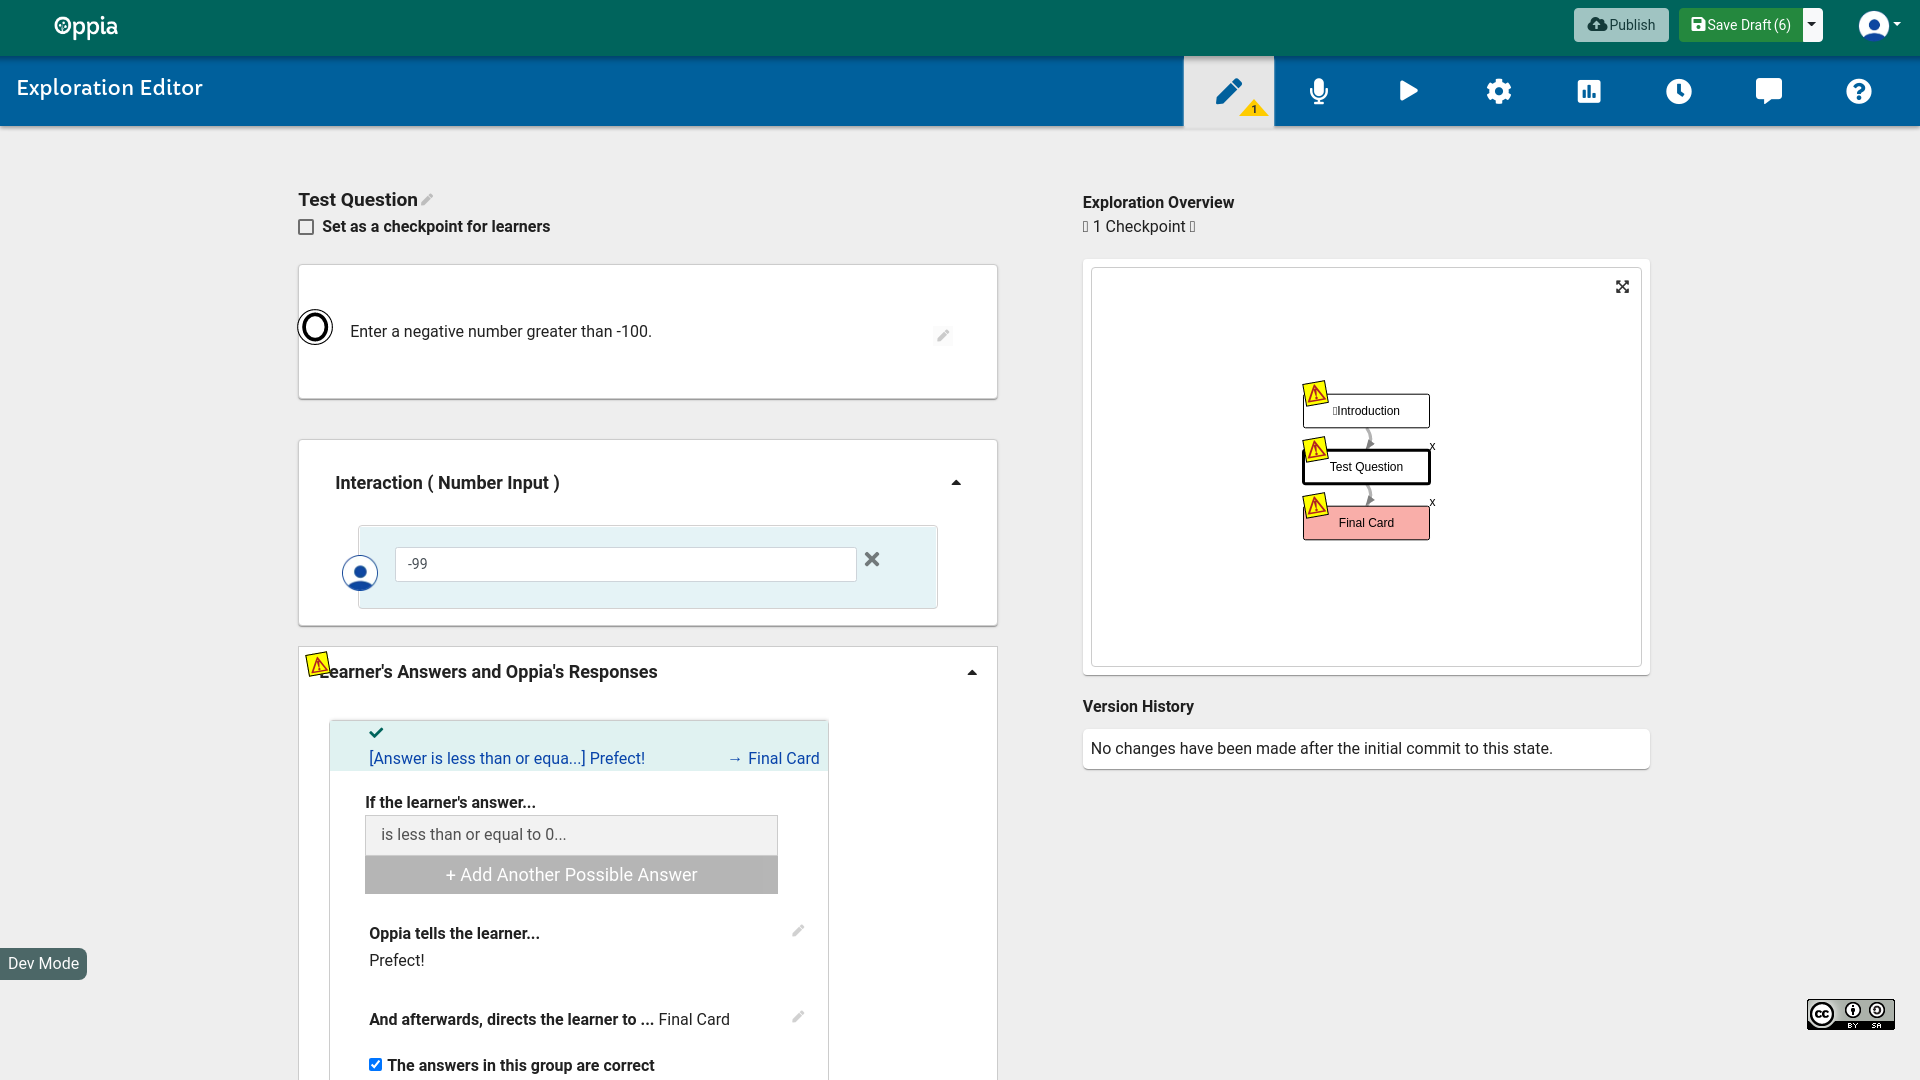 Oppia
Publish
Save Draft (6)
Exploration Editor
1
Test Question
Set as a checkpoint for learners
Enter a negative number greater than -100.
Interaction ( Number Input )
-99
Learner's Answers and Oppia's Responses
[Answer is less than or equa...] Prefect!
→ Final Card
If the learner's answer...
is less than or equal to 0...
+ Add Another Possible Answer
Oppia tells the learner...
Prefect!
And afterwards, directs the learner to ... Final Card
The answers in this group are correct
Exploration Overview
1 Checkpoint
Introduction
x
Test Question
x
Final Card
Version History
No changes have been made after the initial commit to this state.
Dev Mode
cc
BY SA